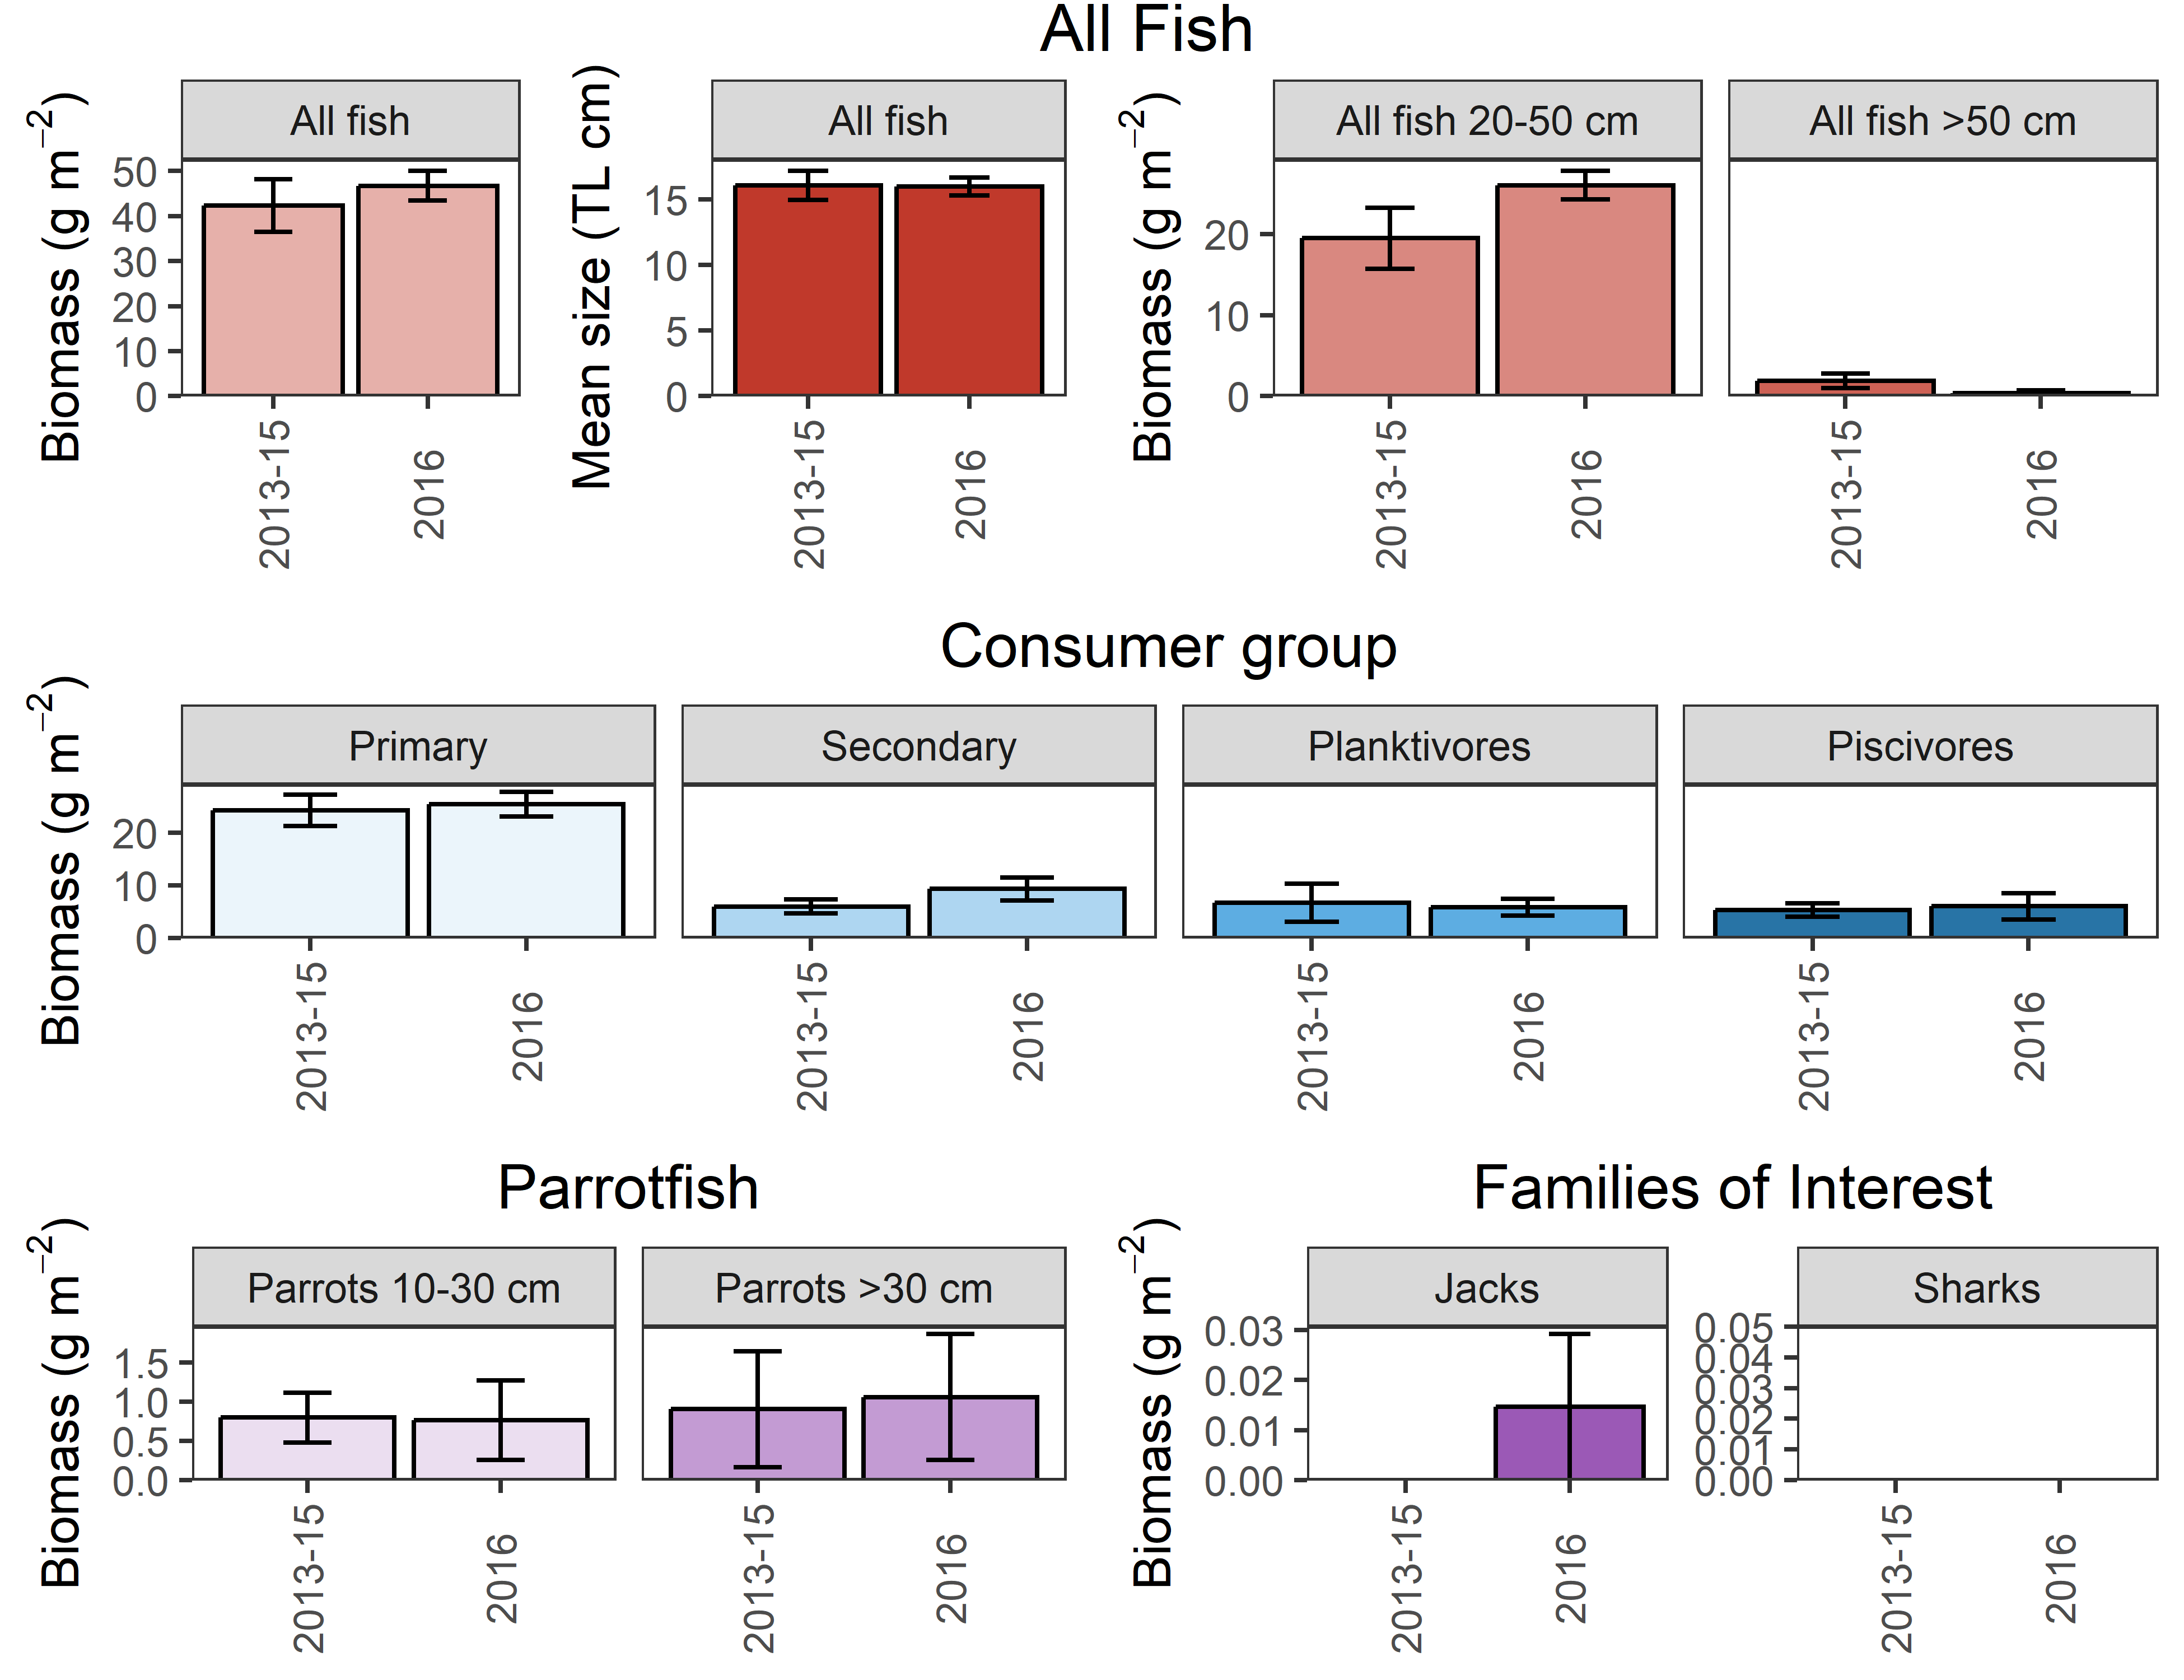 All Fish
Biomass (g m⁻²)
All fish
50
40
30
20
10
0
2013-15
2016
Mean size (TL cm)
All fish
15
10
5
0
2013-15
2016
Biomass (g m⁻²)
All fish 20-50 cm
All fish >50 cm
20
10
0
2013-15
2016
2013-15
2016
Consumer group
Biomass (g m⁻²)
Primary
Secondary
Planktivores
Piscivores
20
10
0
2013-15
2016
2013-15
2016
2013-15
2016
2013-15
2016
Parrotfish
Biomass (g m⁻²)
Parrots 10-30 cm
Parrots >30 cm
1.5
1.0
0.5
0.0
2013-15
2016
2013-15
2016
Families of Interest
Biomass (g m⁻²)
Jacks
0.03
0.02
0.01
0.00
2013-15
2016
Sharks
0.05
0.04
0.03
0.02
0.01
0.00
2013-15
2016